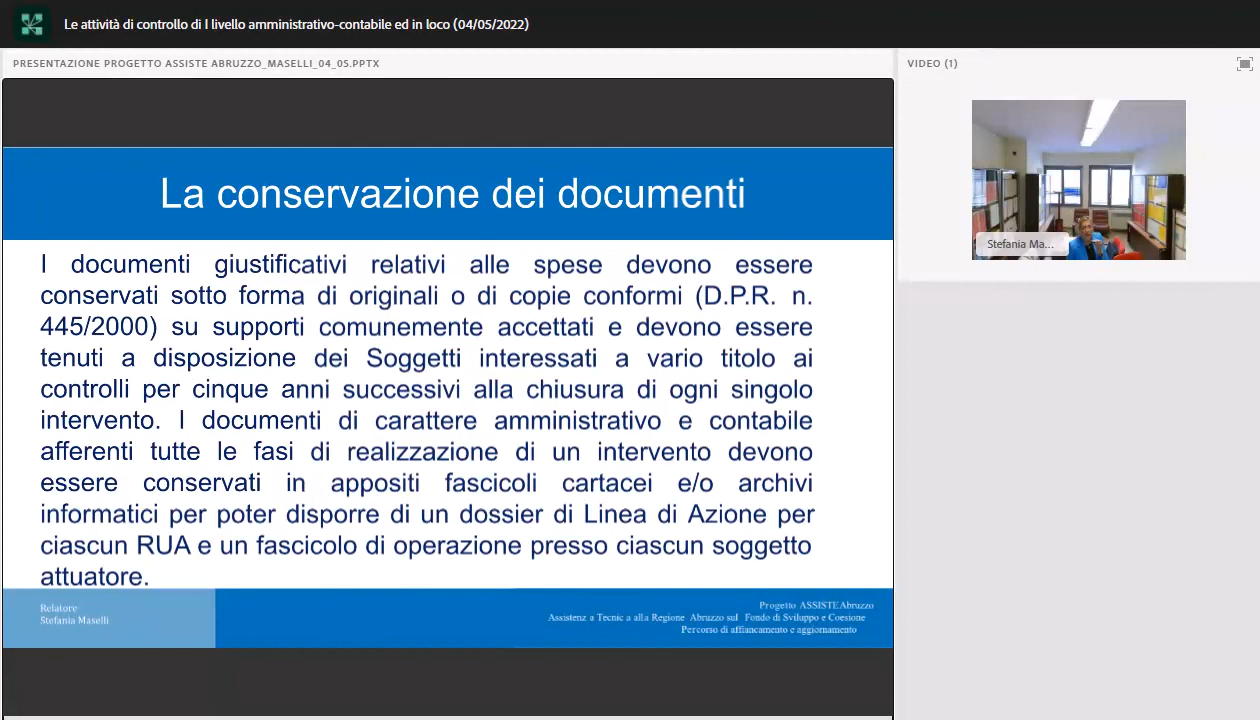 Le attività di controllo di I livello amministrativo-contabile ed in loco (04/05/2022)
PRESENTAZIONE PROGETTO ASSISTE ABRUZZO_MASELLI_04_05.PPTX
VIDEO (1)
La conservazione dei documenti
I documenti giustificativi relativi alle spese devono essere
conservati sotto forma di originali o di copie conformi (D.P.R. n.
445/2000) su supporti comunemente accettati e devono essere
tenuti a disposizione dei Soggetti interessati a vario titolo ai
controlli per cinque anni successivi alla chiusura di ogni singolo
intervento. I documenti di carattere amministrativo e contabile
afferenti tutte le fasi di realizzazione di un intervento devono
essere conservati in appositi fascicoli cartacei e/o archivi
informatici per poter disporre di un dossier di Linea di Azione per
ciascun RUA e un fascicolo di operazione presso ciascun soggetto
attuatore.
Stefania Ma...
Relatore
Stefania Maselli
Progetto ASSISTEAbruzzo
Assistenz a Tecnic a alla Regione Abruzzo sul Fondo di Sviluppo e Coesione
Percorso di affiancamento e aggiornamento